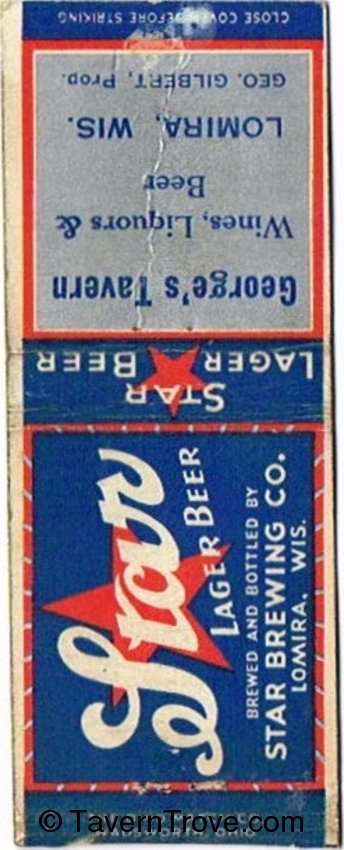 CLOSE COVER BEFORE STRIKING
George's Tavern
Wines, Liquors &
Beer
LOMIRA, WIS.
GEO. GILBERT, Prop.
STAR
LAGER BEER
Star
LAGER BEER
BREWED AND BOTTLED BY
STAR BREWING CO.
LOMIRA, WIS.
© TavernTrove.com